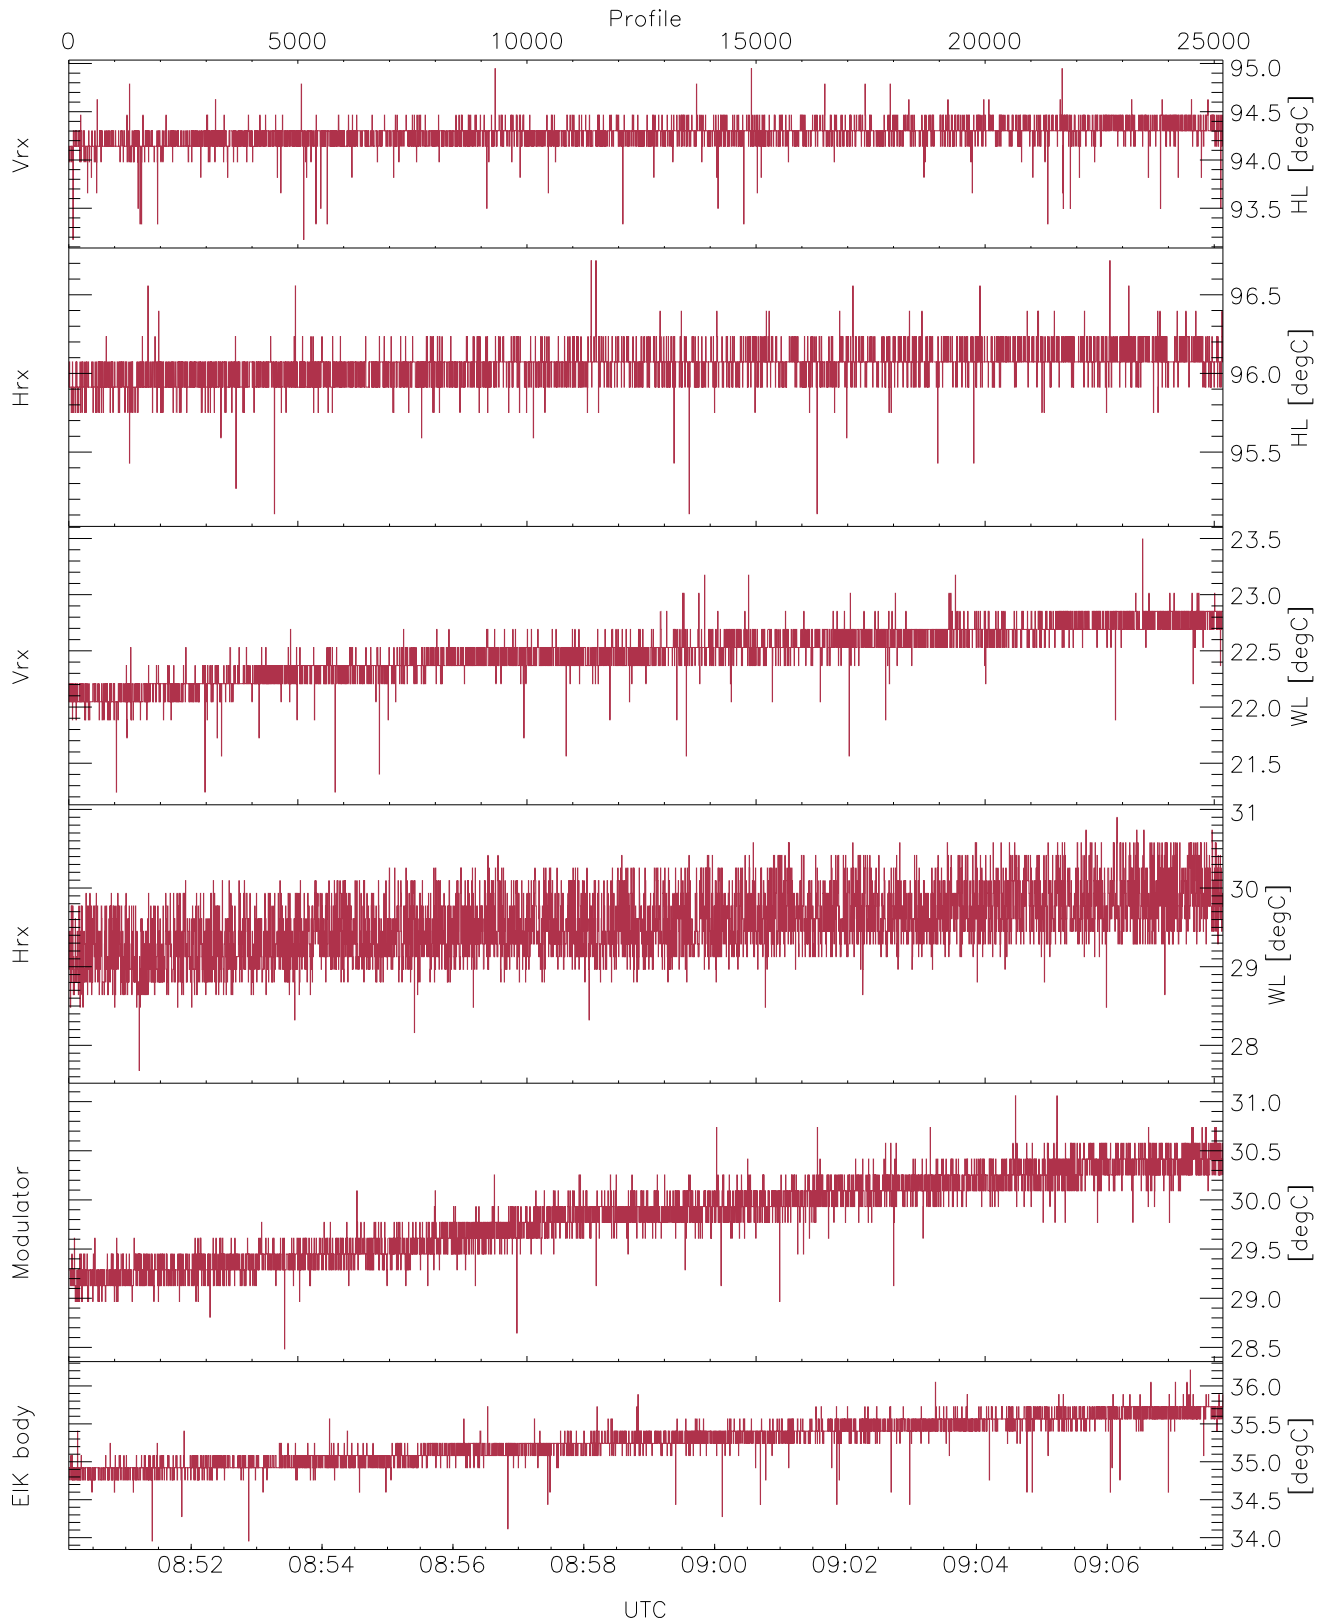 Profile
0 5000 10000 15000 20000 25000
Vrx
95.0
94.5
94.0
93.5
HL [degC]
Hrx
96.5
96.0
95.5
HL [degC]
Vrx
23.5
23.0
22.5
22.0
21.5
WL [degC]
Hrx
31
30
29
28
WL [degC]
Modulator
31.0
30.5
30.0
29.5
29.0
28.5
[degC]
EIK body
36.0
35.5
35.0
34.5
34.0
[degC]
08:52 08:54 08:56 08:58 09:00 09:02 09:04 09:06
UTC